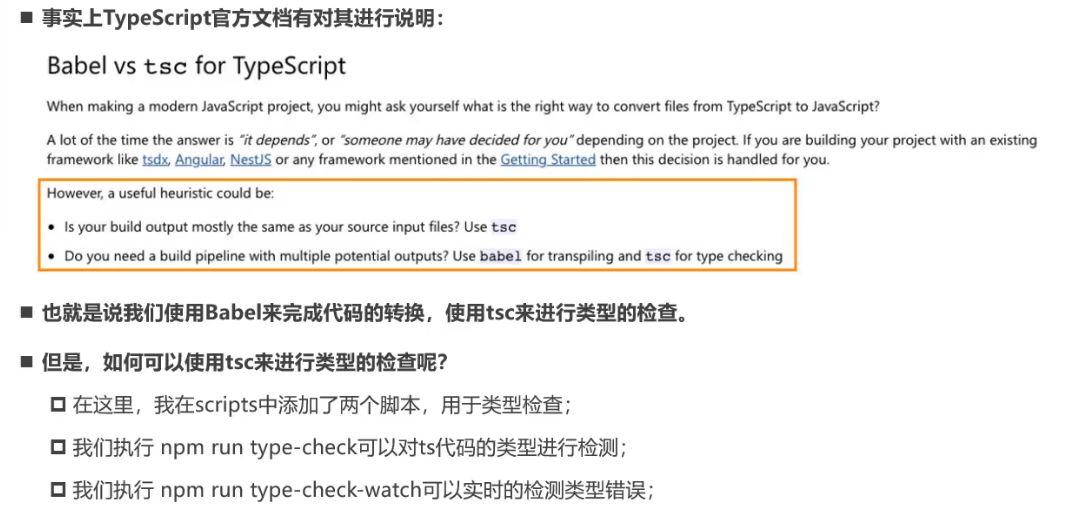 ■ 事实上TypeScript官方文档有对其进行说明：
Babel vs tsc for TypeScript
When making a modern JavaScript project, you might ask yourself what is the right way to convert files from TypeScript to JavaScript?
A lot of the time the answer is “it depends”, or “someone may have decided for you” depending on the project. If you are building your project with an existing
framework like tsdx, Angular, NestJS or any framework mentioned in the Getting Started then this decision is handled for you.
However, a useful heuristic could be:
• Is your build output mostly the same as your source input files? Use tsc
• Do you need a build pipeline with multiple potential outputs? Use babel for transpiling and tsc for type checking
■ 也就是说我们使用Babel来完成代码的转换，使用tsc来进行类型的检查。
■ 但是，如何可以使用tsc来进行类型的检查呢？
在这里，我在scripts中添加了两个脚本，用于类型检查；
我们执行 npm run type-check可以对ts代码的类型进行检测；
我们执行 npm run type-check-watch可以实时的检测类型错误；